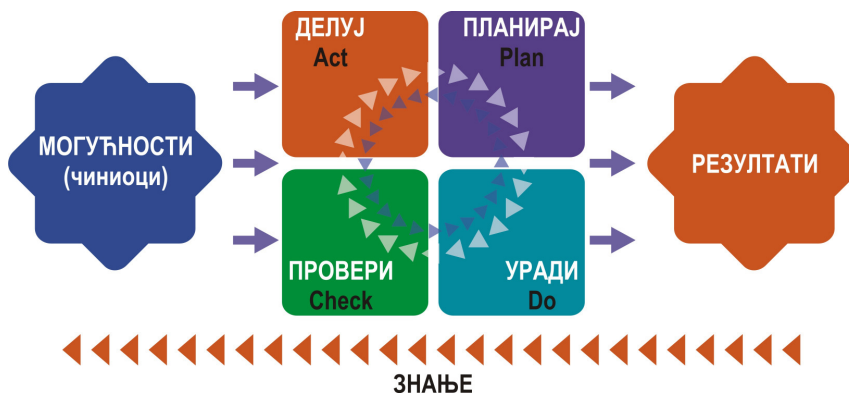 МОГУЋНОСТИ
(чиниоци)
ДЕЛУЈ
Act
ПЛАНИРАЈ
Plan
ПРОВЕРИ
Check
УРАДИ
Do
РЕЗУЛТАТИ
ЗНАЊЕ